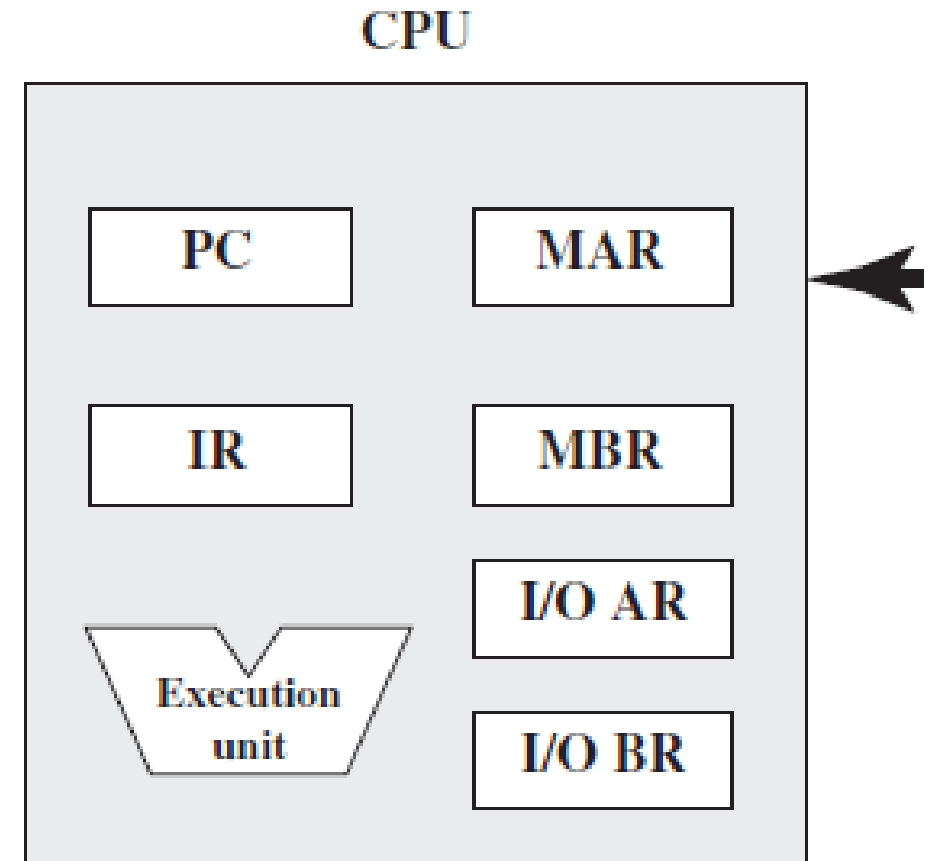 CPU
PC
MAR
IR
MBR
I/O AR
Execution
unit
I/O BR